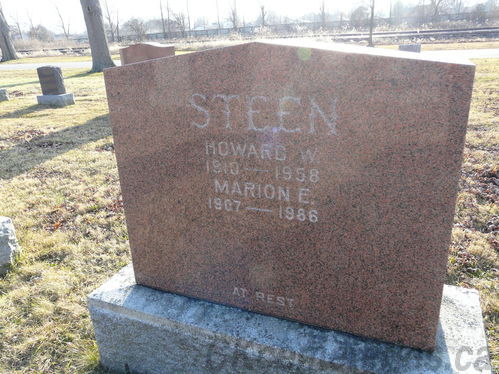 STEEN
HOWARD W.
1910 — 1958
MARION E.
1907 — 1986
AT REST